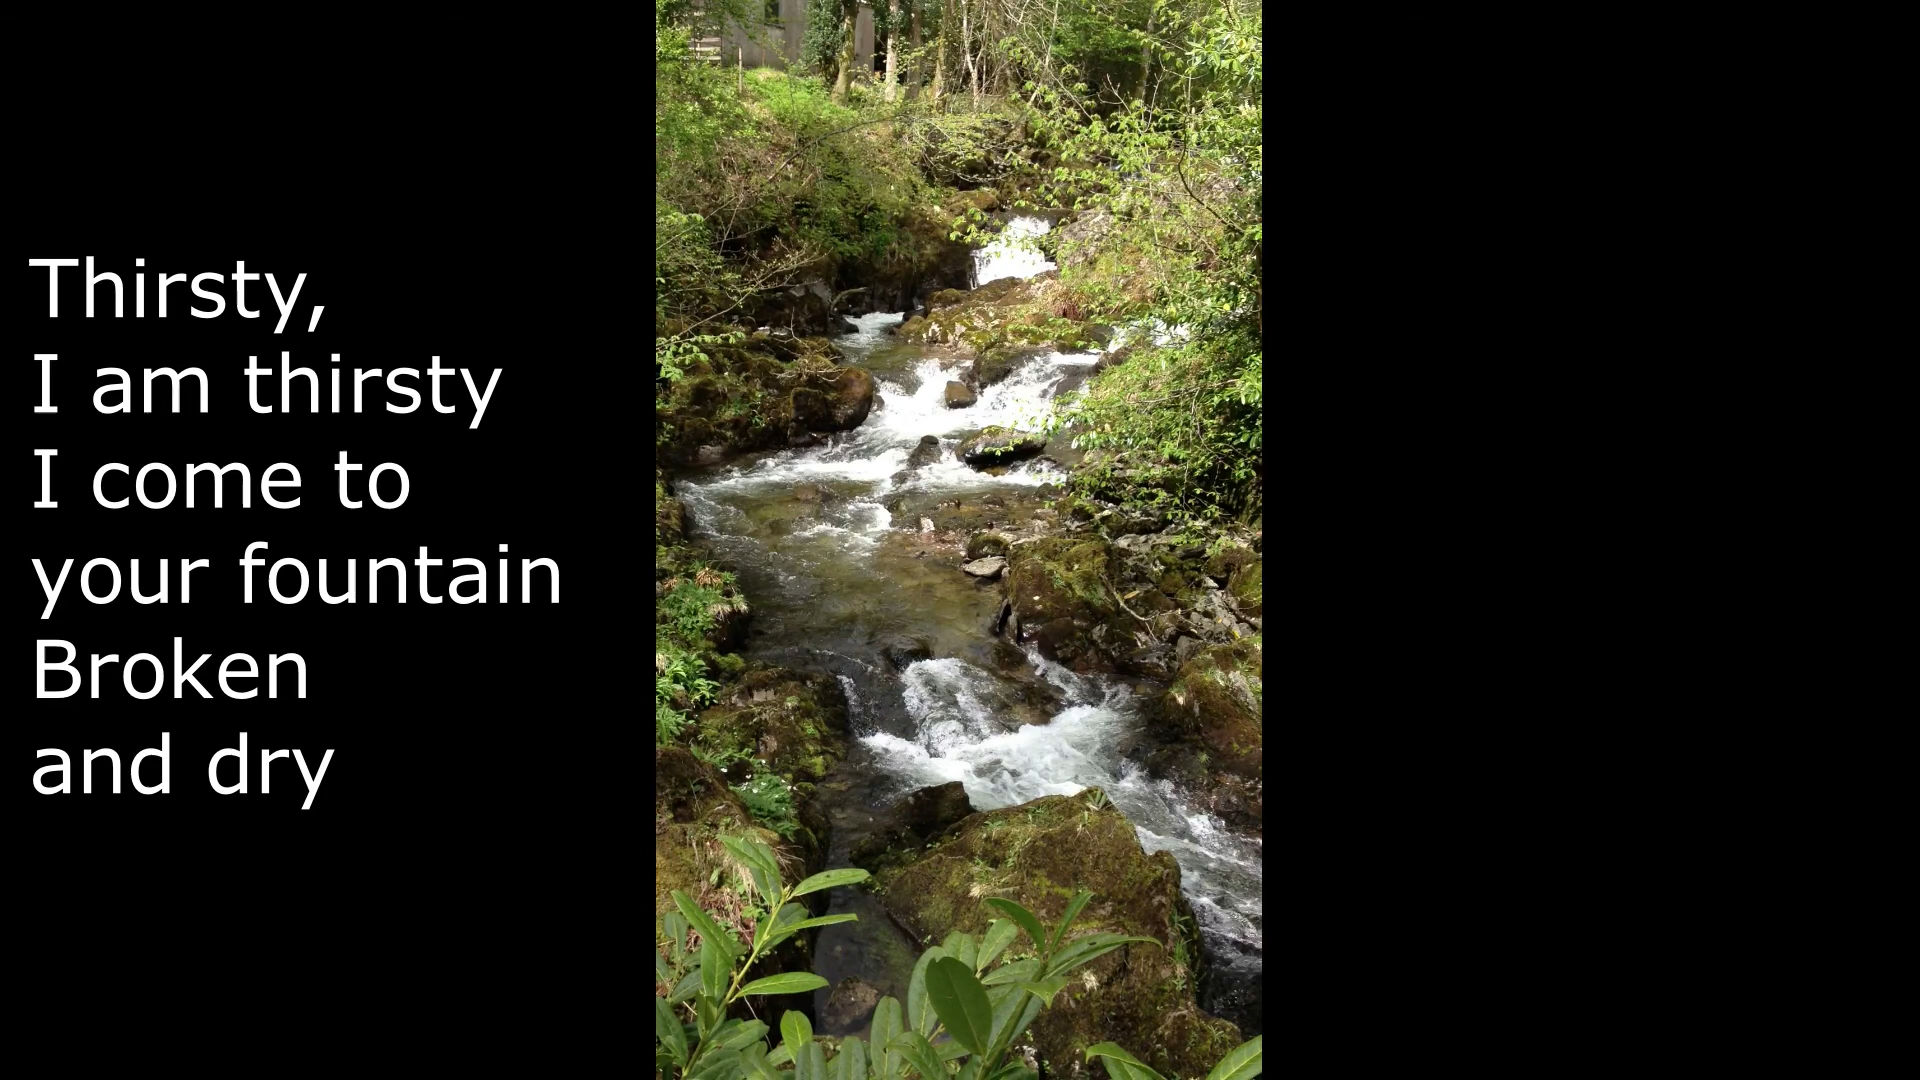 Thirsty,
I am thirsty
I come to
your fountain
Broken
and dry